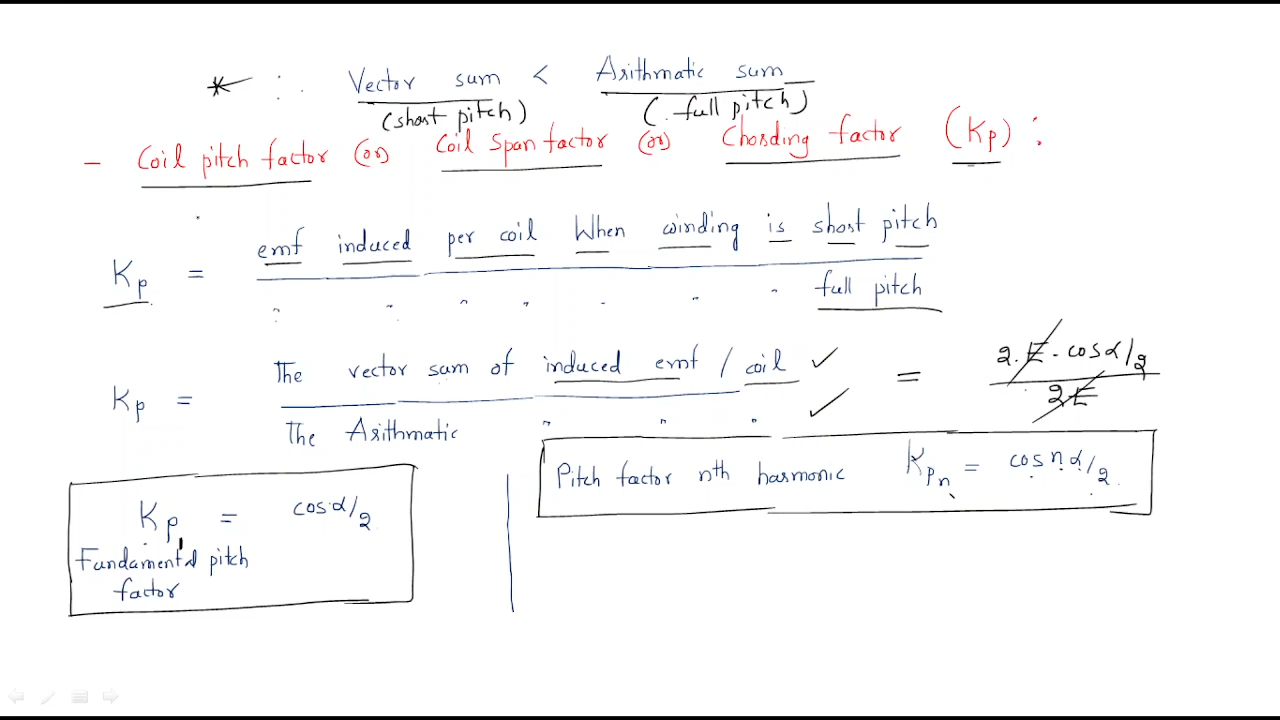 ∴ Vector sum < Arithmatic sum
(short pitch) (full pitch)
- Coil pitch factor (or) Coil Span factor (or) Chording factor (Kp) :
Kp = emf induced per coil When winding is short pitch
" " " " " " " full pitch
Kp = The vector sum of induced emf / coil ✓ = 2.E.cosα/2
The Arithmatic " " " ✓ 2E
Pitch factor nth harmonic Kpn = cos nα/2
Kp = cosα/2
Fundamental pitch
factor